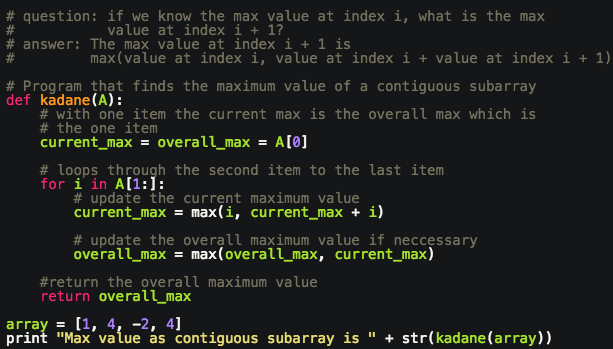 # question: if we know the max value at index i, what is the max
#           value at index i + 1?
# answer: The max value at index i + 1 is
#         max(value at index i, value at index i + value at index i + 1)

# Program that finds the maximum value of a contiguous subarray
def kadane(A):
    # with one item the current max is the overall max which is
    # the one item
    current_max = overall_max = A[0]

    # loops through the second item to the last item
    for i in A[1:]:
        # update the current maximum value
        current_max = max(i, current_max + i)

        # update the overall maximum value if neccessary
        overall_max = max(overall_max, current_max)

    #return the overall maximum value
    return overall_max

array = [1, 4, -2, 4]
print "Max value as contiguous subarray is " + str(kadane(array))